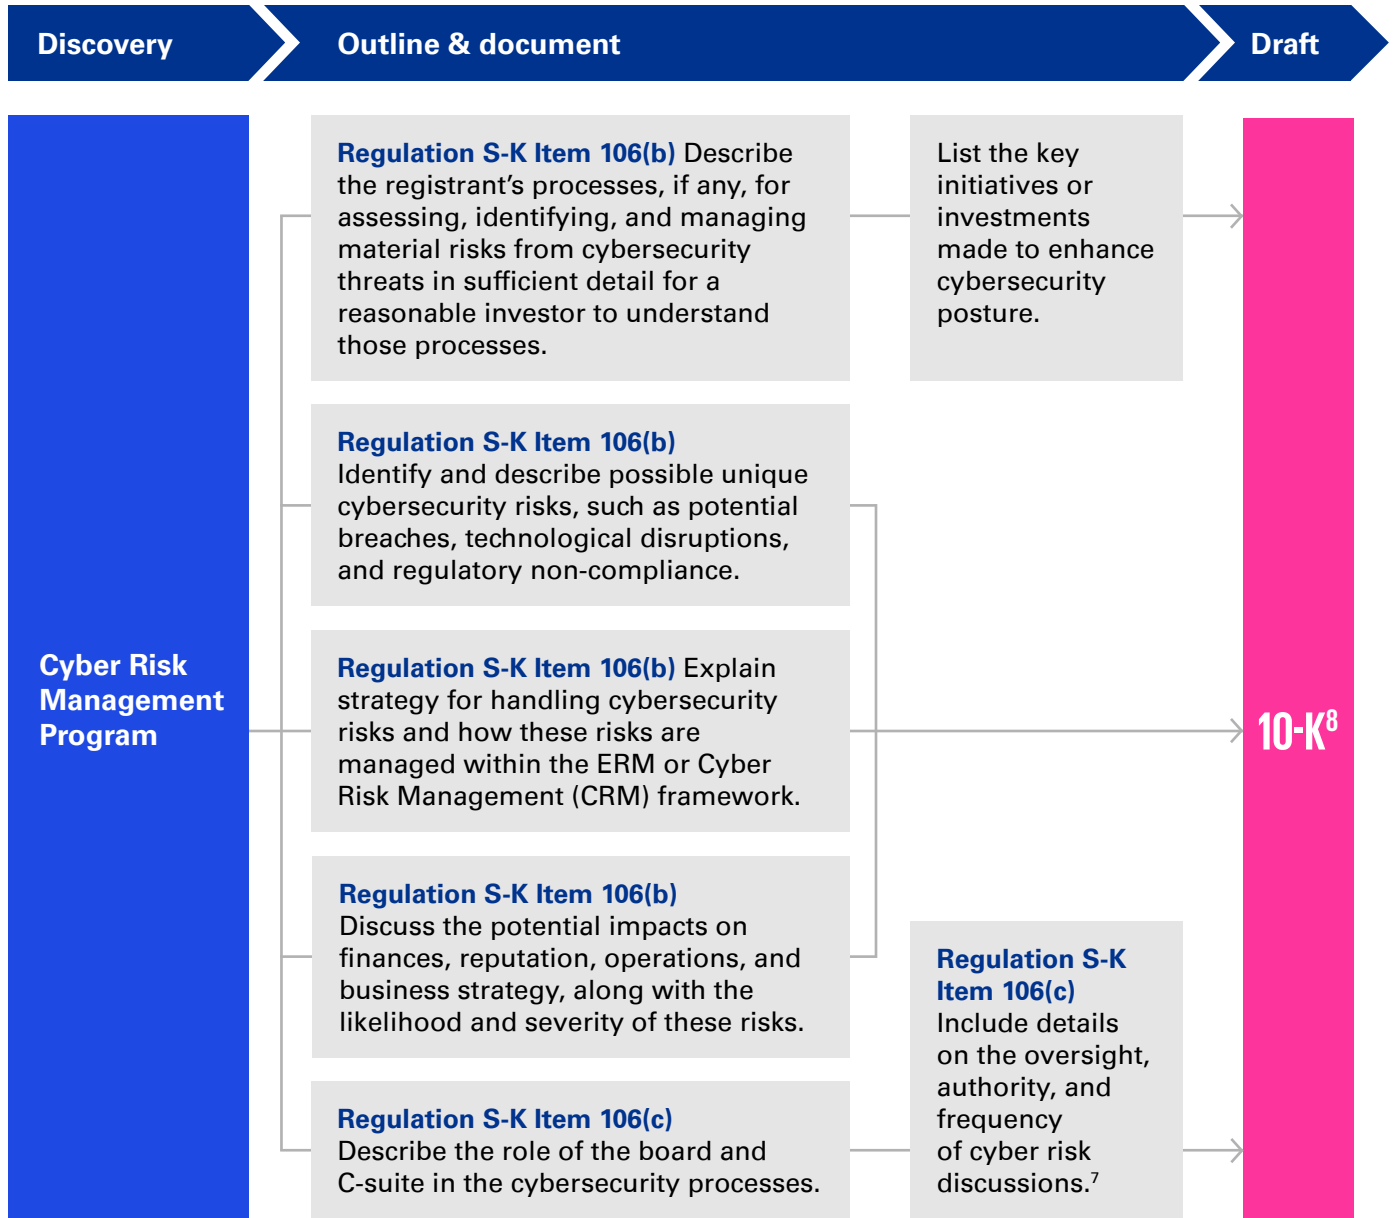 Discovery
Outline & document
Draft
Cyber Risk
Management
Program
Regulation S-K Item 106(b) Describe
the registrant's processes, if any, for
assessing, identifying, and managing
material risks from cybersecurity
threats in sufficient detail for a
reasonable investor to understand
those processes.
List the key
initiatives or
investments
made to enhance
cybersecurity
posture.
Regulation S-K Item 106(b)
Identify and describe possible unique
cybersecurity risks, such as potential
breaches, technological disruptions,
and regulatory non-compliance.
Regulation S-K Item 106(b) Explain
strategy for handling cybersecurity
risks and how these risks are
managed within the ERM or Cyber
Risk Management (CRM) framework.
Regulation S-K Item 106(b)
Discuss the potential impacts on
finances, reputation, operations, and
business strategy, along with the
likelihood and severity of these risks.
Regulation S-K Item 106(c)
Describe the role of the board and
C-suite in the cybersecurity processes.
Regulation S-K
Item 106(c)
Include details
on the oversight,
authority, and
frequency
of cyber risk
discussions.⁷
10-K⁸